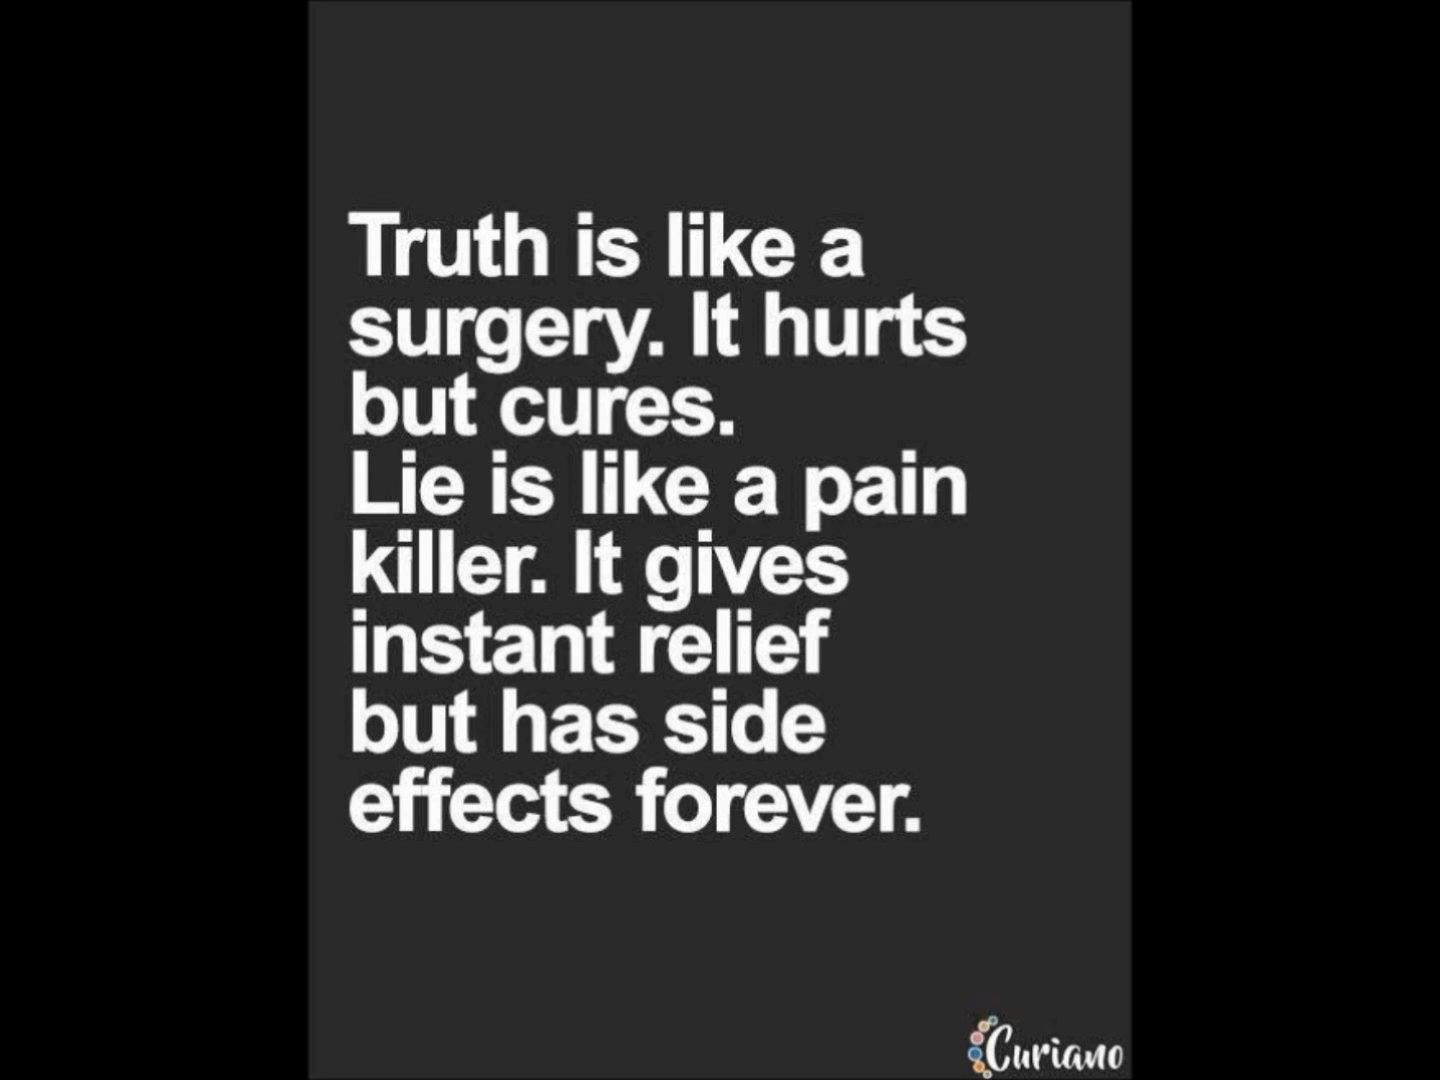 Truth is like a
surgery. It hurts
but cures.
Lie is like a pain
killer. It gives
instant relief
but has side
effects forever.
Curiano